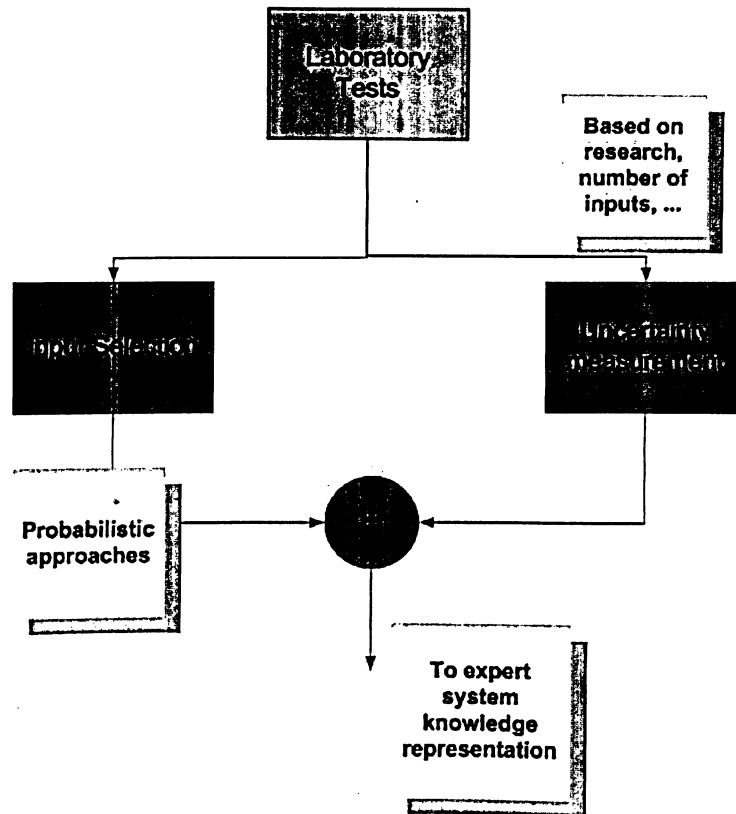 Laboratory
Tests
Based on
research,
number of
inputs, ...
Input Selection
Uncertainty
measurement
Probabilistic
approaches
To expert
system
knowledge
representation